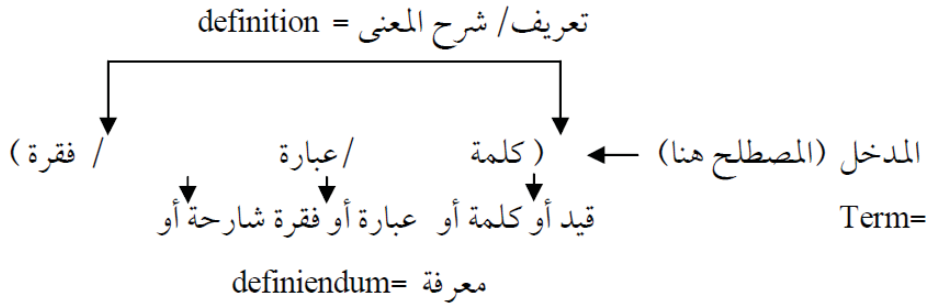 تعريف/ شرح المعنى = definition
المدخل (المصطلح هنا) ( كلمة /عبارة / فقرة )
Term= قيد أو كلمة أو عبارة أو فقرة شارحة أو
معرفة =definiendum